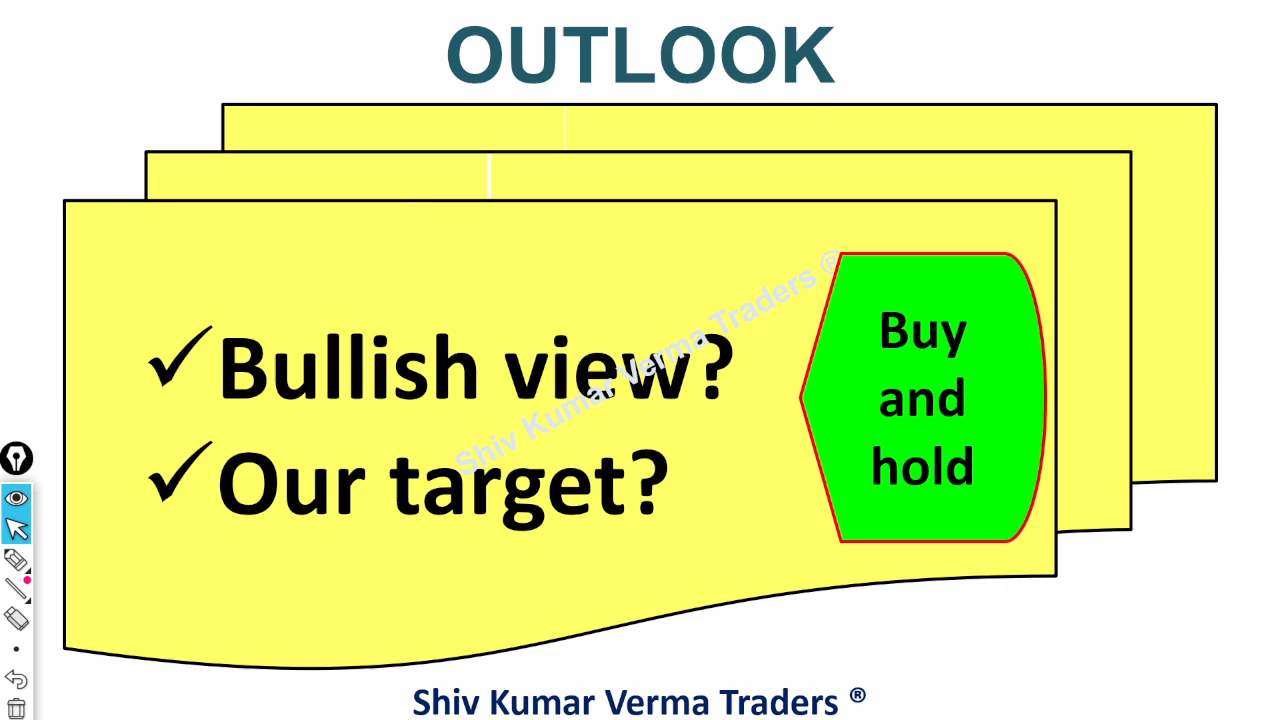 OUTLOOK
✓Bullish view?
✓Our target?
Buy
and
hold
Shiv Kumar Verma Traders ®
Shiv Kumar Verma Traders ®